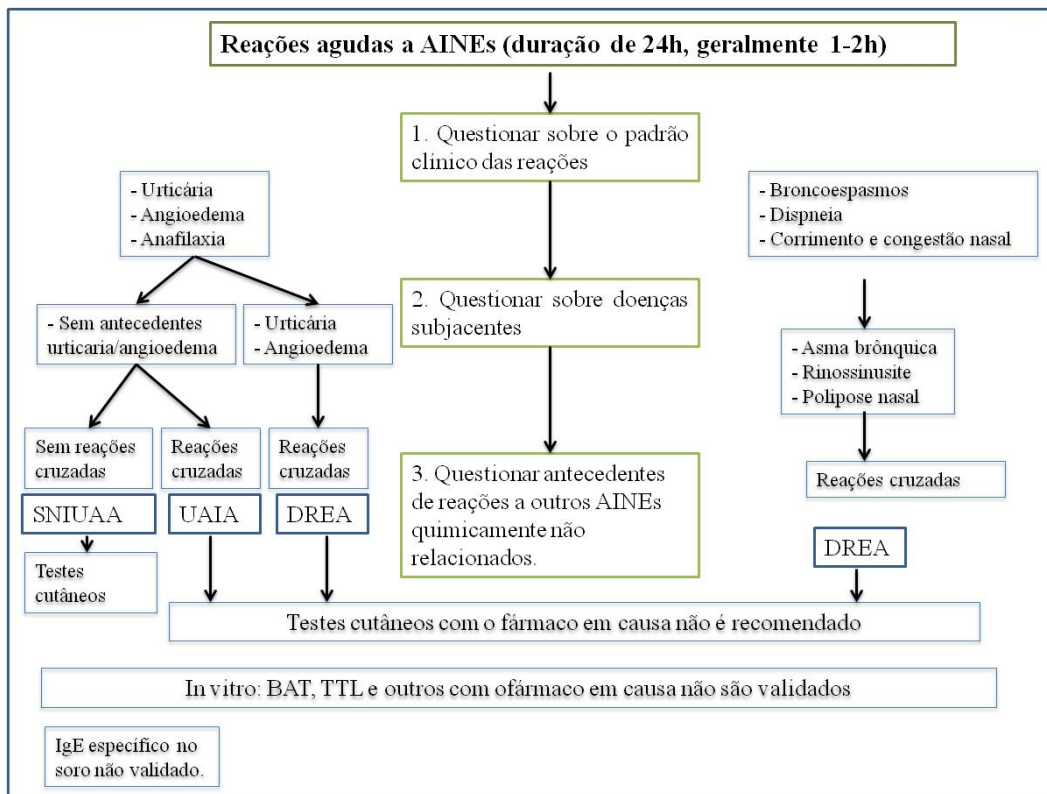 Reações agudas a AINEs (duração de 24h, geralmente 1-2h)
1. Questionar sobre o padrão
clínico das reações
- Urticária
- Angioedema
- Anafilaxia
- Broncoespasmos
- Dispneia
- Corrimento e congestão nasal
2. Questionar sobre doenças
subjacentes
- Sem antecedentes
urticaria/angioedema
- Urticária
- Angioedema
- Asma brônquica
- Rinossinusite
- Polipose nasal
Sem reações
cruzadas
Reações
cruzadas
Reações
cruzadas
3. Questionar antecedentes
de reações a outros AINEs
quimicamente não
relacionados.
Reações cruzadas
SNIUAA
UAIA
DREA
DREA
Testes
cutâneos
Testes cutâneos com o fármaco em causa não é recomendado
In vitro: BAT, TTL e outros com ofármaco em causa não são validados
IgE específico no
soro não validado.